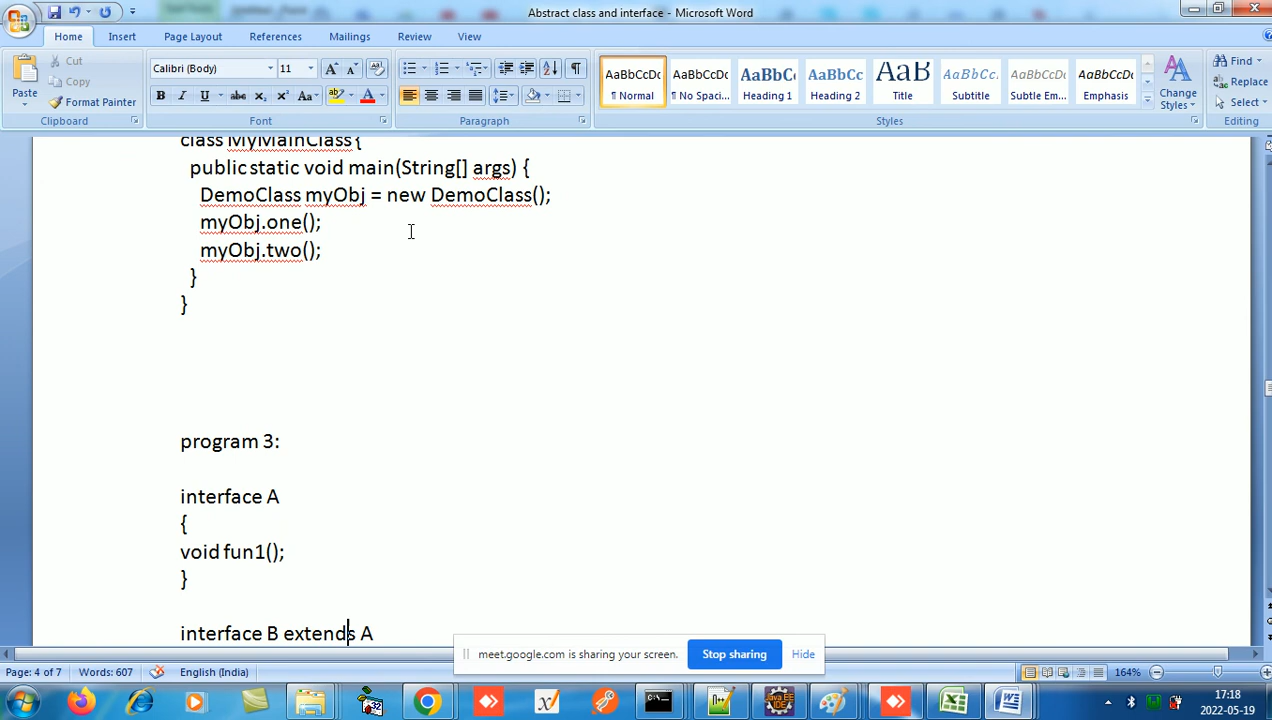 Abstract class and interface - Microsoft Word
Home Insert Page Layout References Mailings Review View
Paste
Cut
Copy
Format Painter
Clipboard
Calibri (Body) 11
Font
Paragraph
AaBbCcDc AaBbCcDc AaBbC AaBbCc AaB AaBbCc. AaBbCcDc AaBbCcDc
¶ Normal ¶ No Spaci... Heading 1 Heading 2 Title Subtitle Subtle Em... Emphasis
Change Styles
Styles
Find
Replace
Select
Editing
class MyMainClass {
public static void main(String[] args) {
DemoClass myObj = new DemoClass();
myObj.one();
myObj.two();
}
}
program 3:
interface A
{
void fun1();
}
interface B extends A
meet.google.com is sharing your screen. Stop sharing Hide
Page: 4 of 7 Words: 607 English (India) 164%
17:18
2022-05-19